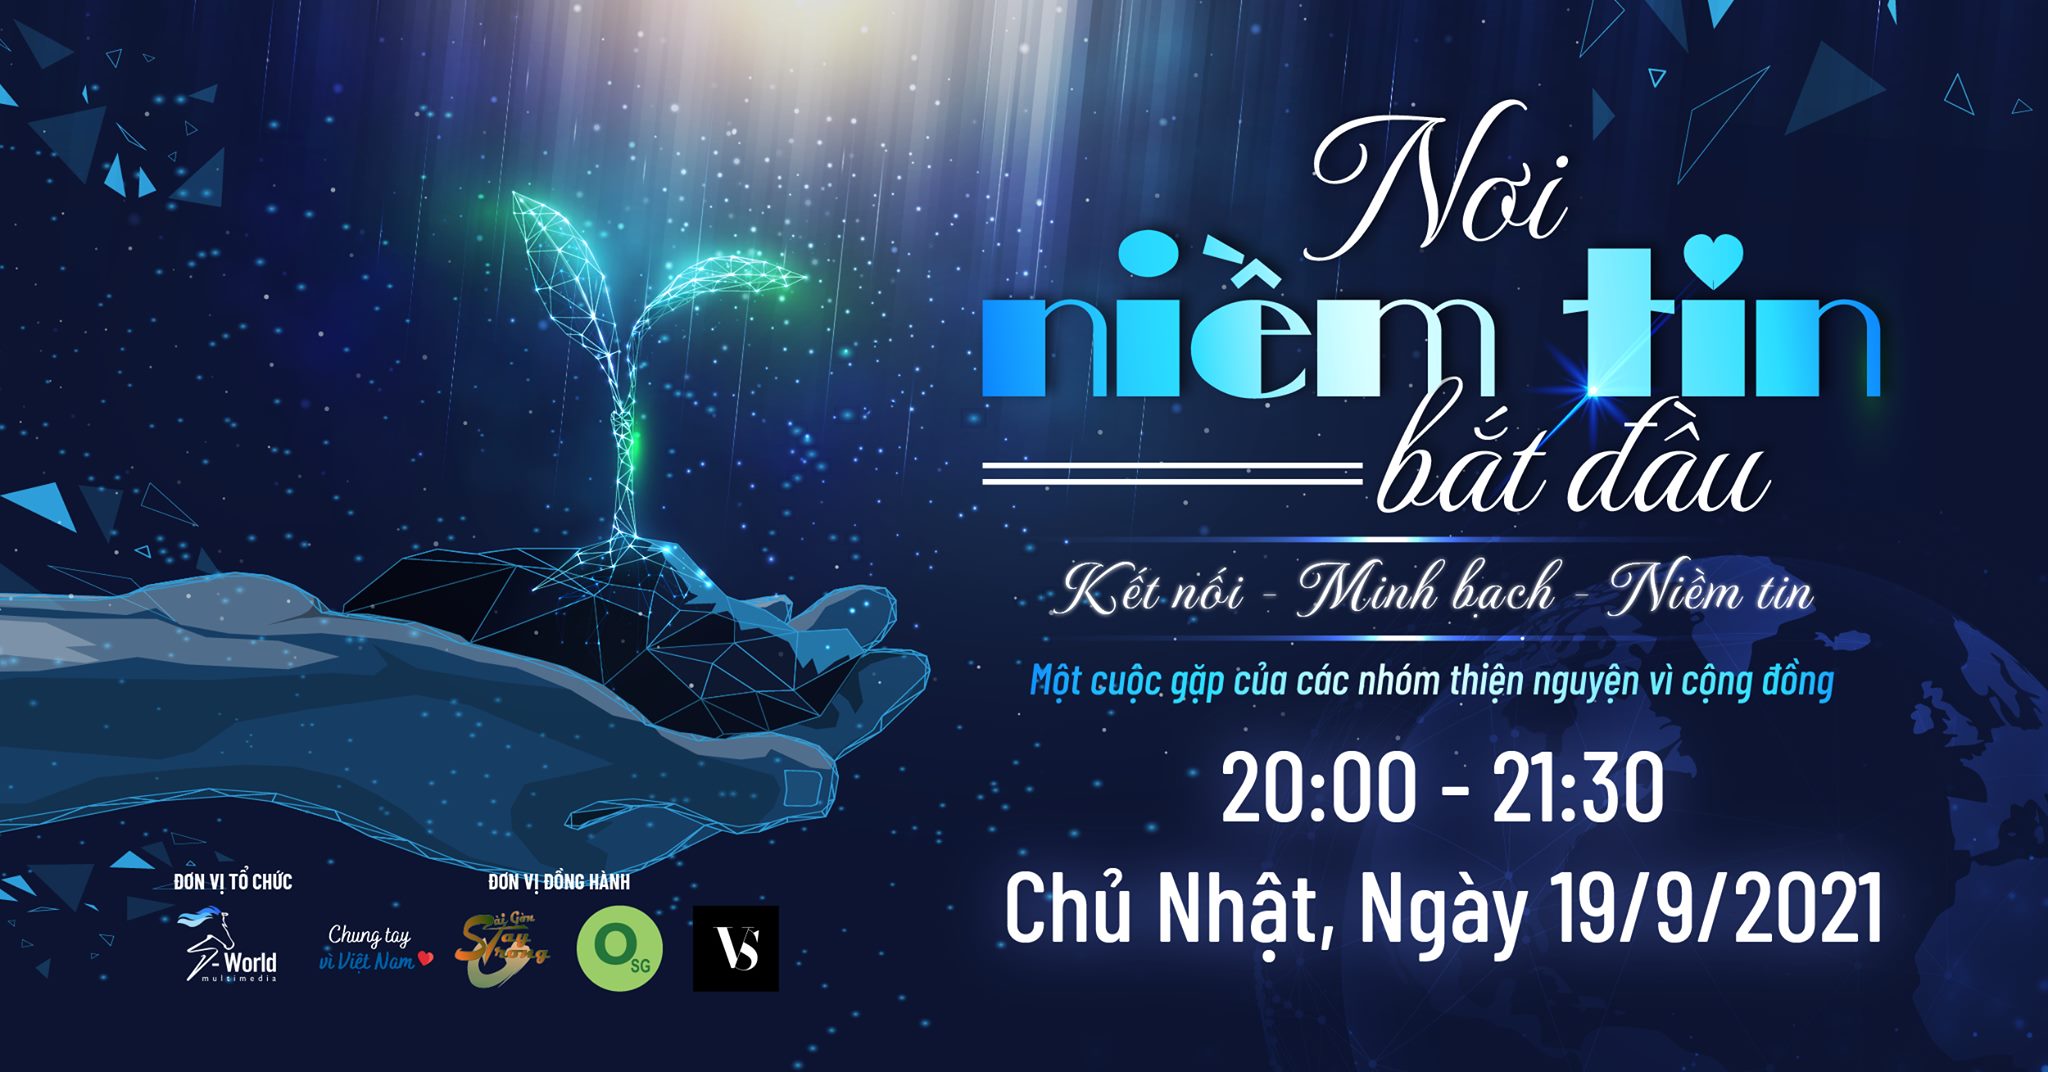 Nơi
niềm tin
bắt đầu
Kết nối - Minh bạch - Niềm tin
Một cuộc gặp của các nhóm thiện nguyện vì cộng đồng
20:00 - 21:30
Chủ Nhật, Ngày 19/9/2021
ĐƠN VỊ TỔ CHỨC
-World
multimedia
ĐƠN VỊ ĐỒNG HÀNH
Chung tay
vì Việt Nam
Sài Gòn
Tay Trong
O
SG
VS